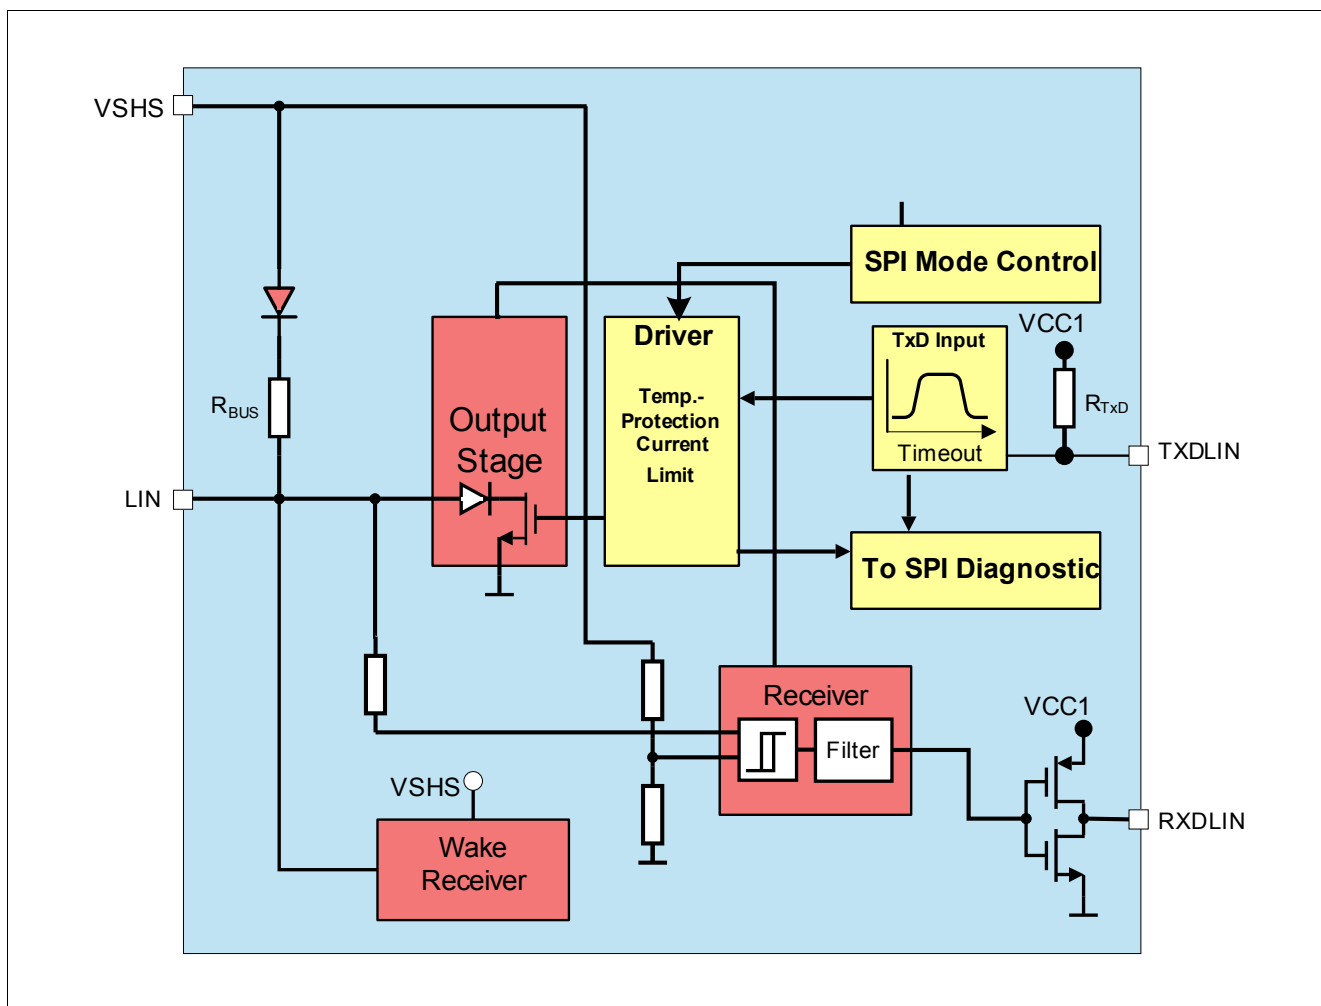 VSHS
SPI Mode Control
VCC1
TxD Input
Driver
RBUS
Temp.-
Protection
Current
Limit
RTxD
Output
Stage
Timeout
TXDLIN
LIN
To SPI Diagnostic
Receiver
VCC1
Filter
VSHS
RXDLIN
Wake
Receiver